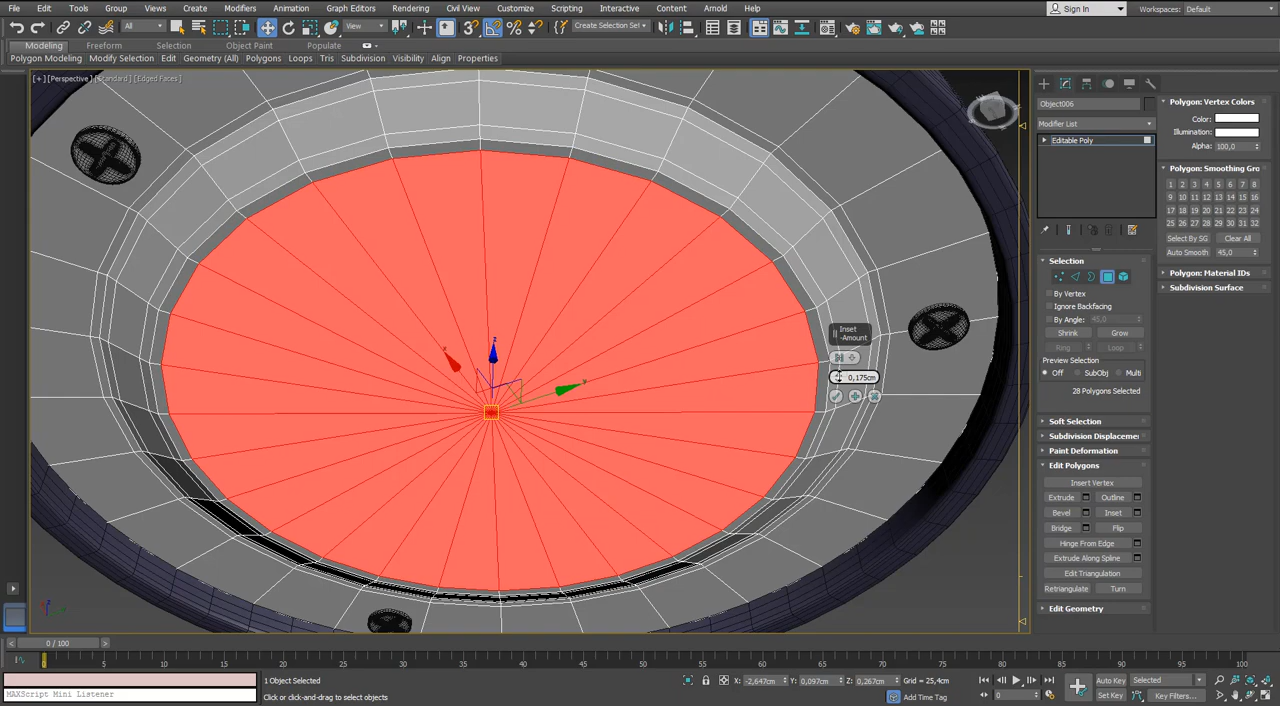 File Edit Tools Group Views Create Modifiers Animation Graph Editors Rendering Civil View Customize Scripting Interactive Content Arnold Help
Sign In Workspaces: Default
All View Create Selection Set
Modeling Freeform Selection Object Paint Populate
Polygon Modeling Modify Selection Edit Geometry (All) Polygons Loops Tris Subdivision Visibility Align Properties
[+] [Perspective] [Standard] [Edged Faces]
Object006
Modifier List
Editable Poly
Selection
By Vertex
Ignore Backfacing
By Angle: 45,0
Shrink Grow
Ring Loop
Preview Selection
Off SubObj Multi
28 Polygons Selected
Soft Selection
Subdivision Displaceme
Paint Deformation
Edit Polygons
Insert Vertex
Extrude Outline
Bevel Inset
Bridge Flip
Hinge From Edge
Extrude Along Spline
Edit Triangulation
Retriangulate Turn
Edit Geometry
Polygon: Vertex Colors
Color:
Illumination:
Alpha: 100,0
Polygon: Smoothing Gro
1 2 3 4 5 6 7 8
9 10 11 12 13 14 15 16
17 18 19 20 21 22 23 24
25 26 27 28 29 30 31 32
Select By SG Clear All
Auto Smooth 45,0
Polygon: Material IDs
Subdivision Surface
Inset
-Amount
0,175cm
x z y
0 / 100
0 5 10 15 20 25 30 35 40 45 50 55 60 65 70 75 80 85 90 95 100
MAXScript Mini Listener
1 Object Selected
Click or click-and-drag to select objects
X: -2,647cm Y: 0,097cm Z: 0,267cm Grid = 25,4cm
Add Time Tag
0
Auto Key Selected
Set Key Key Filters...